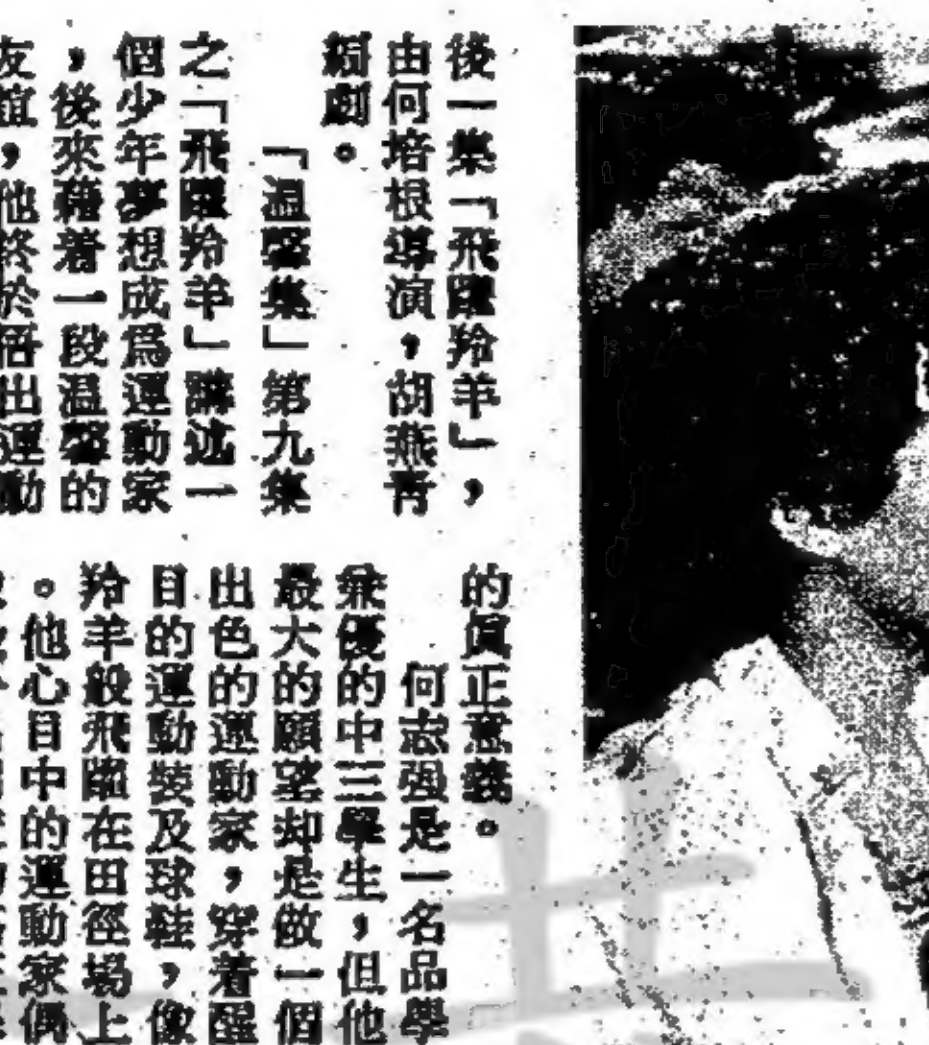 後一集「飛躍羚羊」，
由何培根導演，胡燕青
編劇。
「温馨集」第九集
之「飛躍羚羊」講述一
個少年夢想成爲運動家
，後來藉着一段温馨的
友誼，他終於悟出運動
的眞正意義。
何志强是一名品學
兼優的中三學生，但他
最大的願望却是做一個
出色的運動家，穿着醒
目的運動裝及球鞋，像
羚羊般飛躍在田徑場上
。他心目中的運動家偶